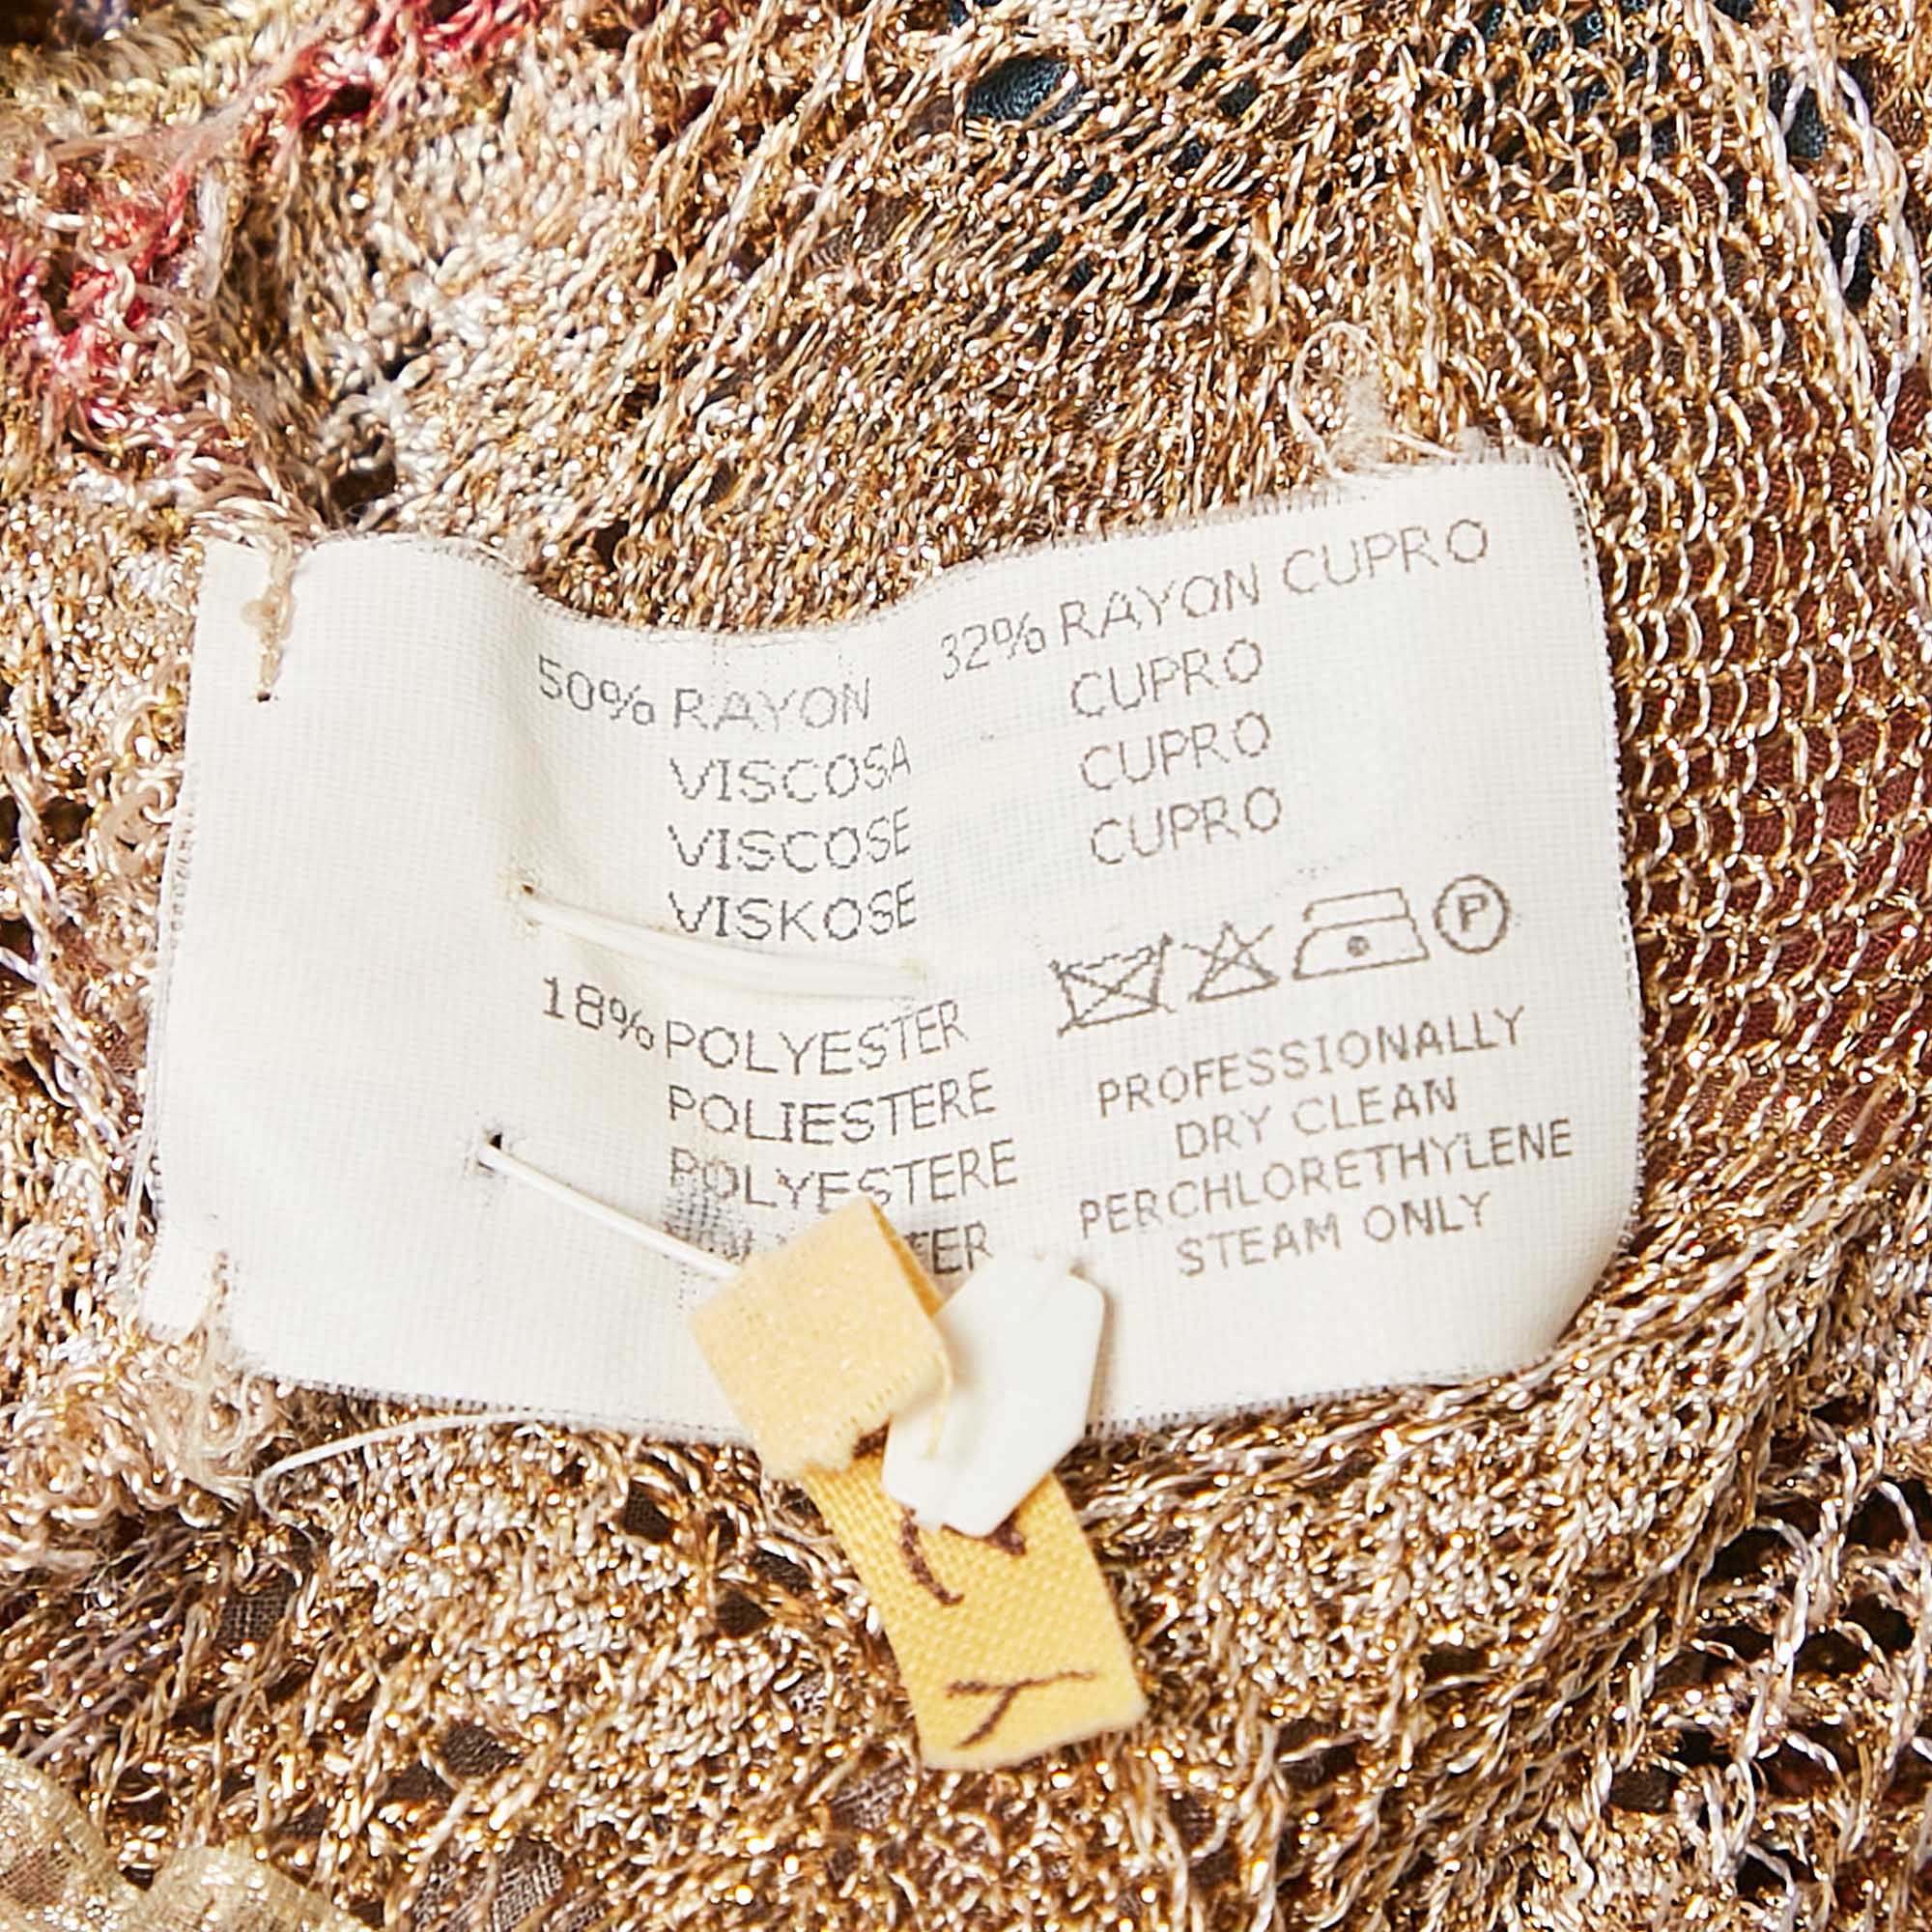 50% RAYON
VISCOSA
VISCOSE
VISKOSE
18% POLYESTER
POLIESTERE
POLYESTERE
32% RAYON CUPRO
CUPRO
CUPRO
CUPRO
P
PROFESSIONALLY
DRY CLEAN
PERCHLORETHYLENE
STEAM ONLY